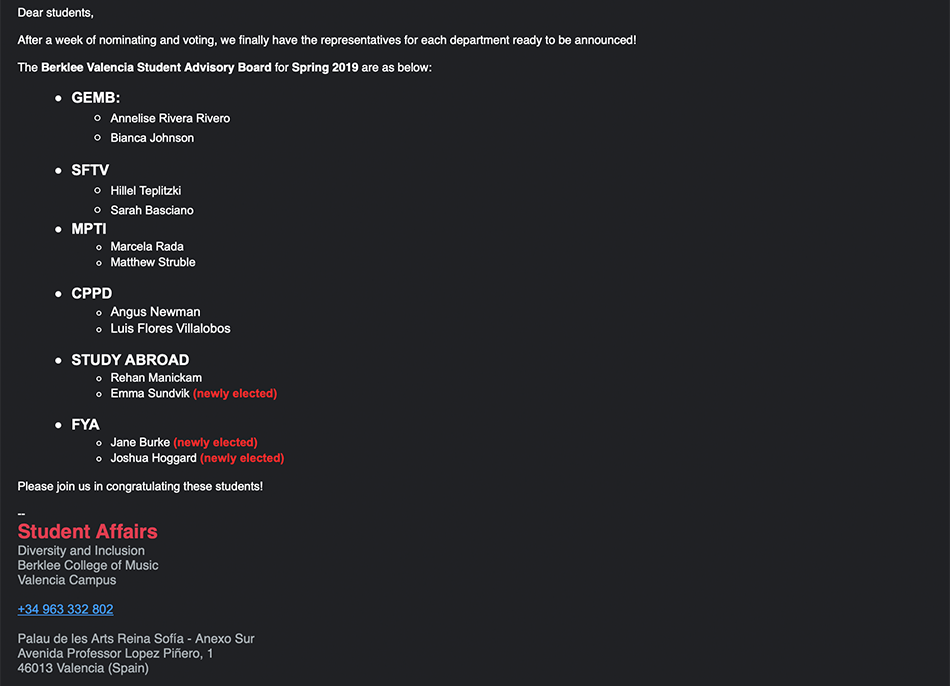 Dear students,
After a week of nominating and voting, we finally have the representatives for each department ready to be announced!
The Berklee Valencia Student Advisory Board for Spring 2019 are as below:
GEMB:
Annelise Rivera Rivero
Bianca Johnson
SFTV
Hillel Teplitzki
Sarah Basciano
MPTI
Marcela Rada
Matthew Struble
CPPD
Angus Newman
Luis Flores Villalobos
STUDY ABROAD
Rehan Manickam
Emma Sundvik (newly elected)
FYA
Jane Burke (newly elected)
Joshua Hoggard (newly elected)
Please join us in congratulating these students!
--
Student Affairs
Diversity and Inclusion
Berklee College of Music
Valencia Campus
+34 963 332 802
Palau de les Arts Reina Sofía - Anexo Sur
Avenida Professor Lopez Piñero, 1
46013 Valencia (Spain)